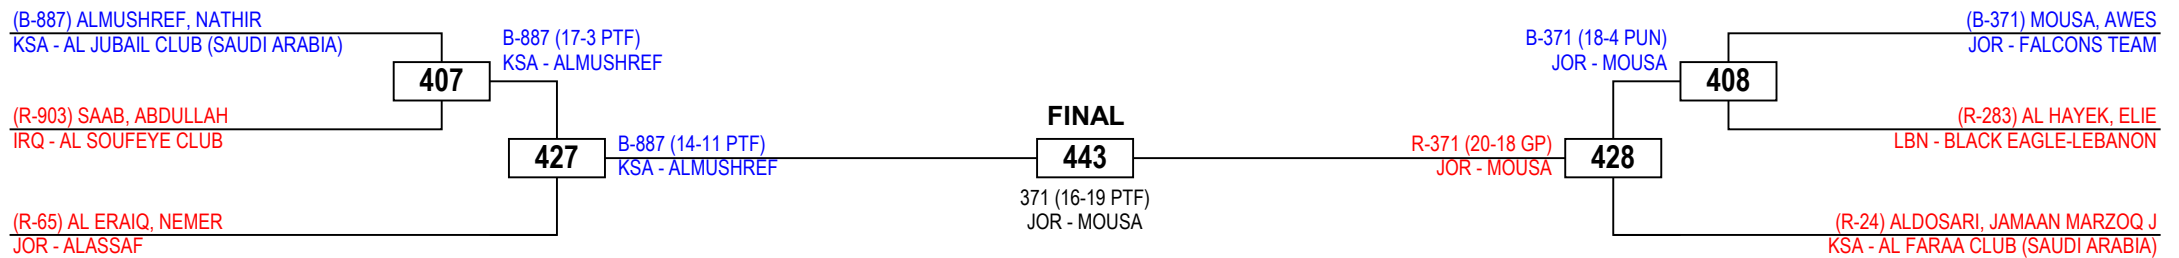 (B-887) ALMUSHREF, NATHIR
KSA - AL JUBAIL CLUB (SAUDI ARABIA)
(R-903) SAAB, ABDULLAH
IRQ - AL SOUFEYE CLUB
(R-65) AL ERAIQ, NEMER
JOR - ALASSAF
407
B-887 (17-3 PTF)
KSA - ALMUSHREF
427
B-887 (14-11 PTF)
KSA - ALMUSHREF
FINAL
443
371 (16-19 PTF)
JOR - MOUSA
R-371 (20-18 GP)
JOR - MOUSA
428
B-371 (18-4 PUN)
JOR - MOUSA
408
(B-371) MOUSA, AWES
JOR - FALCONS TEAM
(R-283) AL HAYEK, ELIE
LBN - BLACK EAGLE-LEBANON
(R-24) ALDOSARI, JAMAAN MARZOQ J
KSA - AL FARAA CLUB (SAUDI ARABIA)